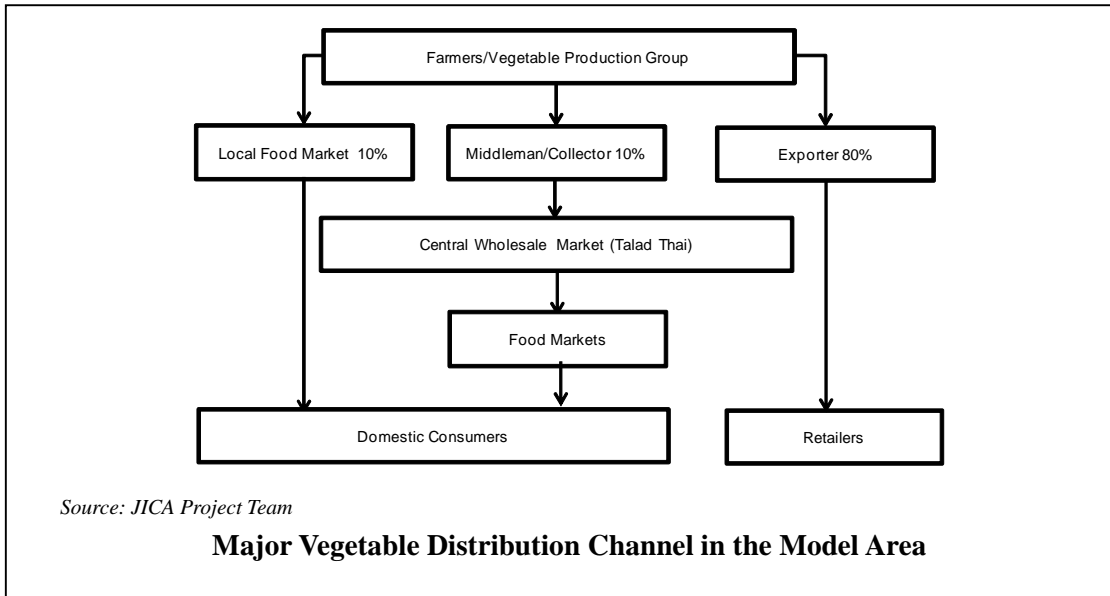 Farmers/Vegetable Production Group
Local Food Market 10%
Middleman/Collector 10%
Exporter 80%
Central Wholesale Market (Talad Thai)
Food Markets
Domestic Consumers
Retailers
Source: JICA Project Team
Major Vegetable Distribution Channel in the Model Area